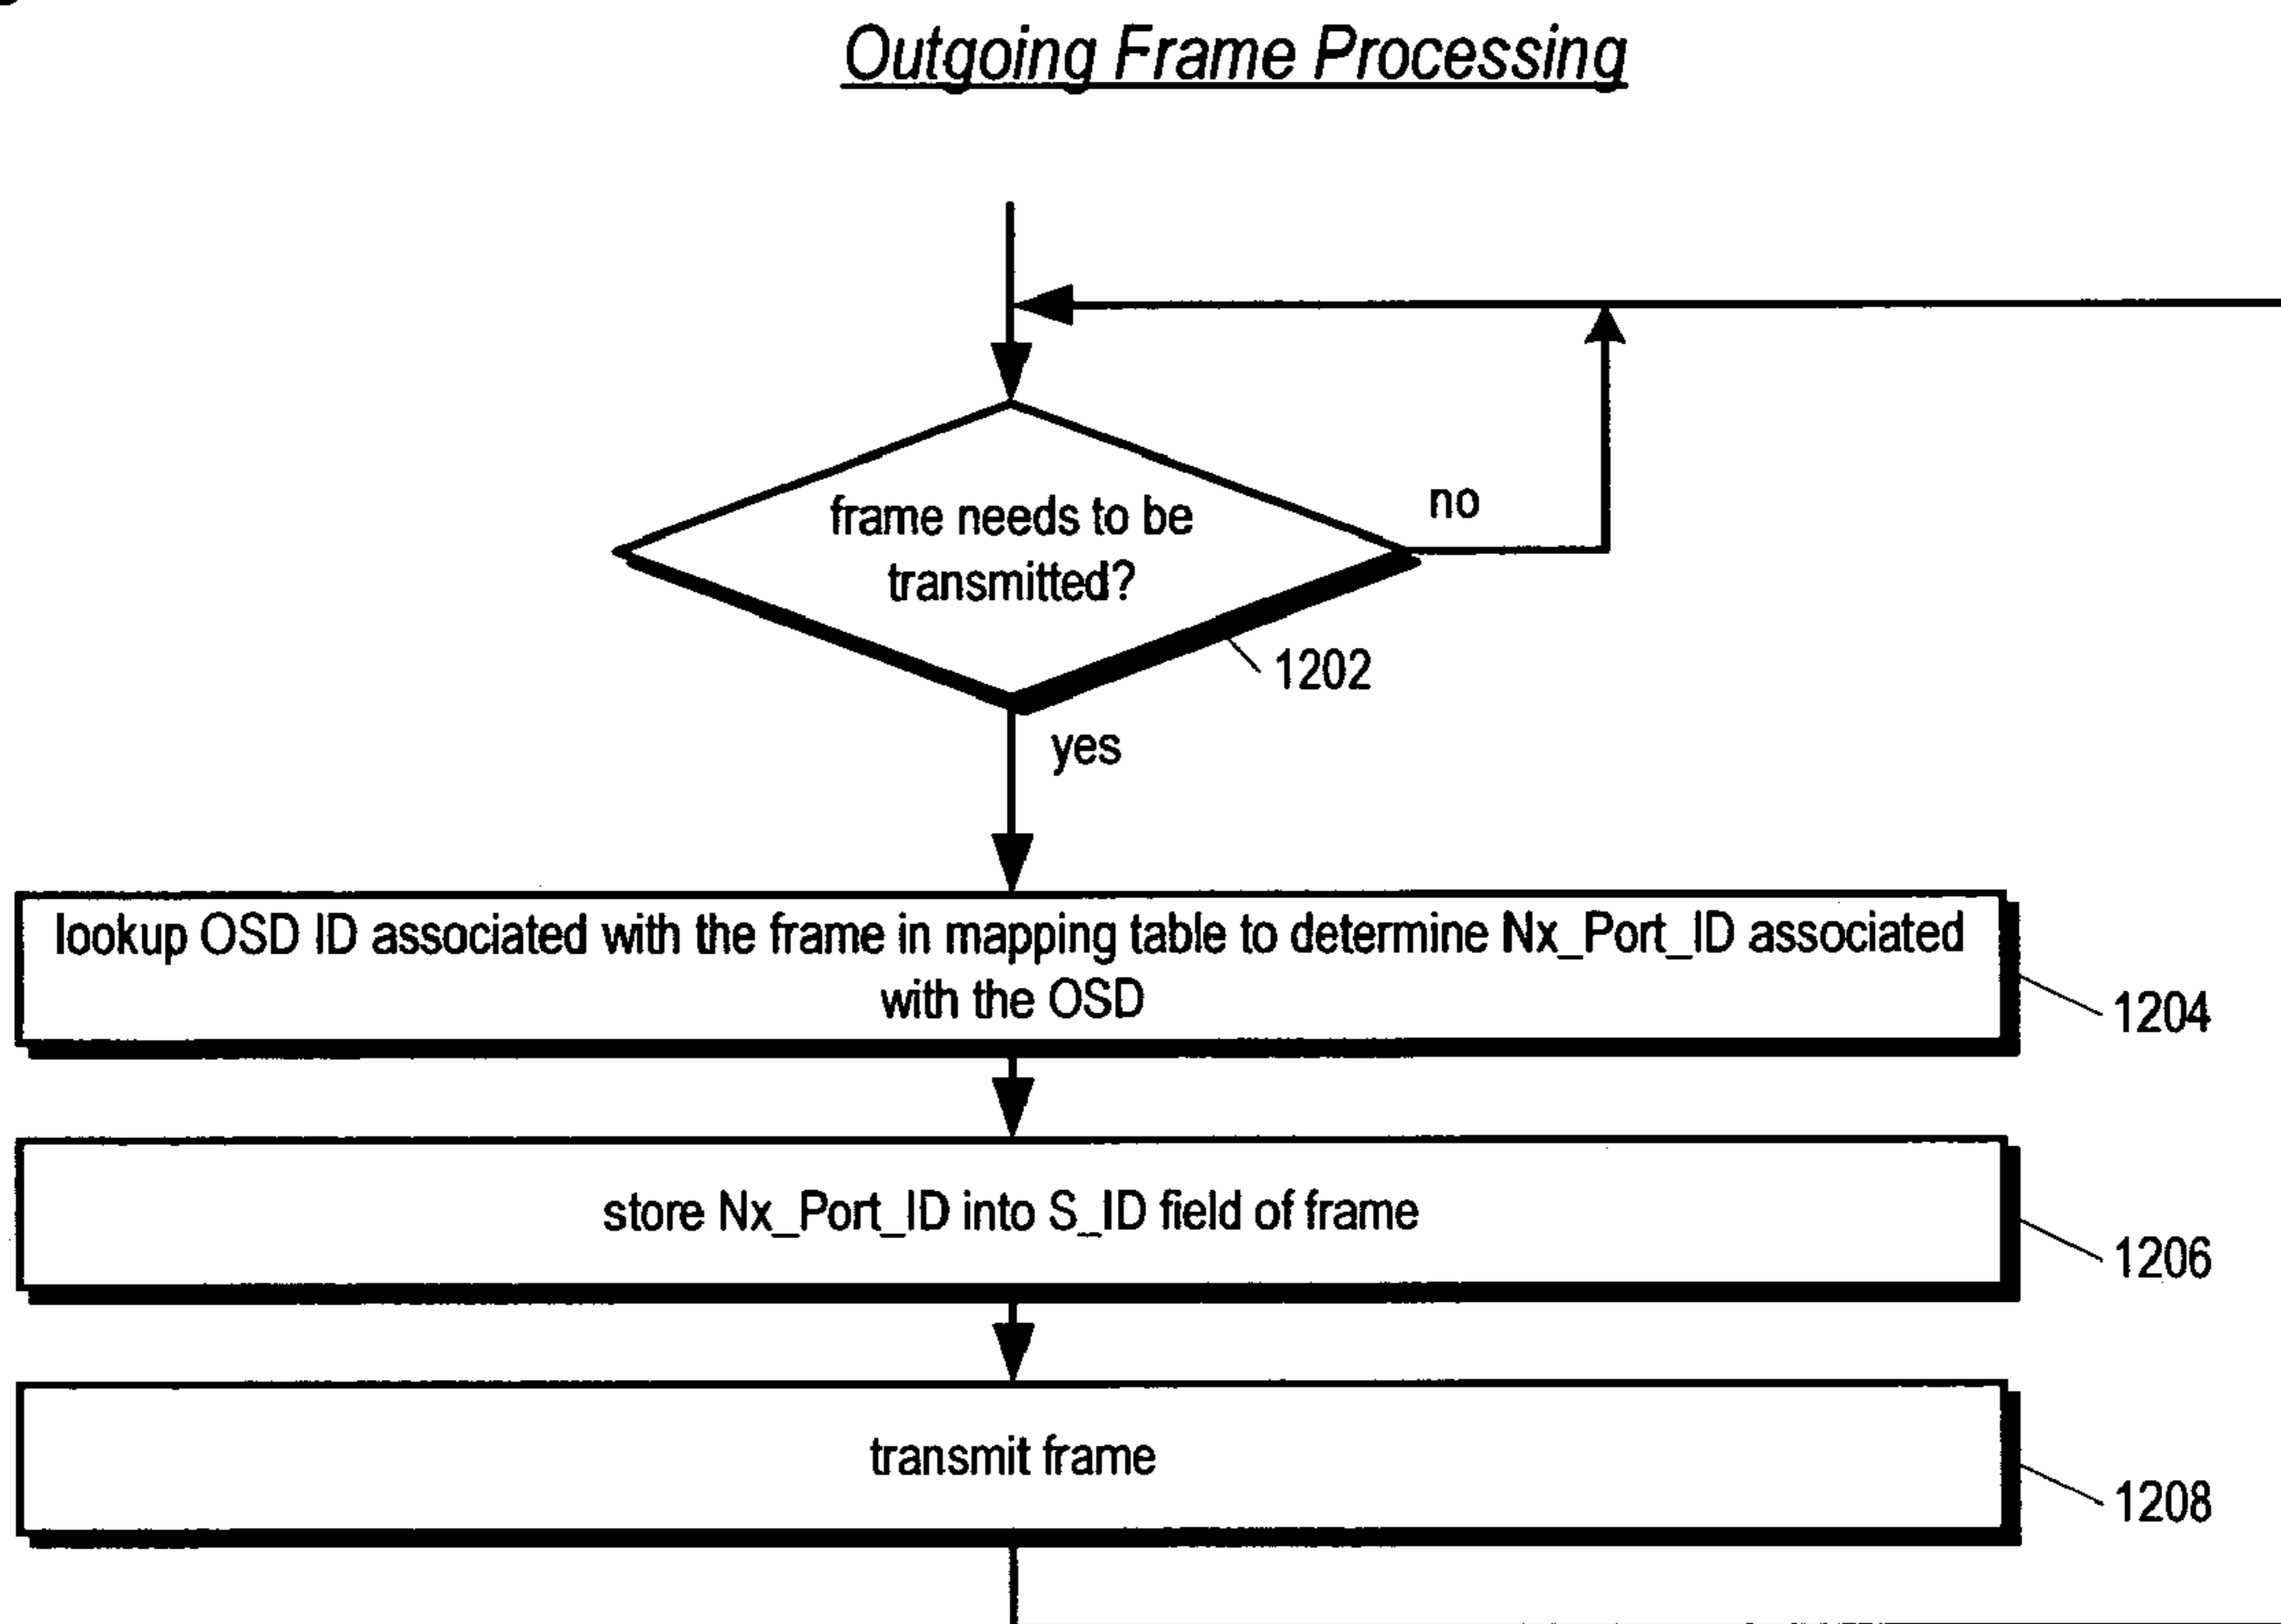 Outgoing Frame Processing
frame needs to be
transmitted?
no
1202
yes
lookup OSD ID associated with the frame in mapping table to determine Nx_Port_ID associated
with the OSD
1204
store Nx_Port_ID into S_ID field of frame
1206
transmit frame
1208